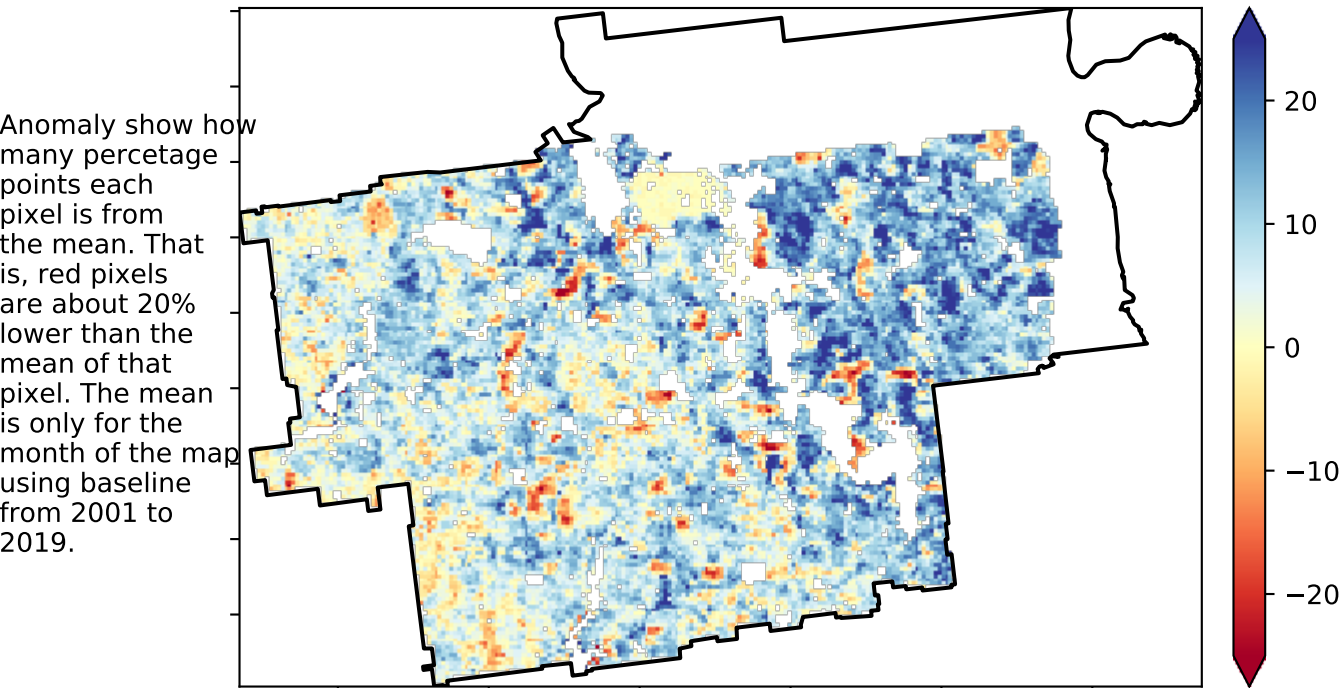 Anomaly show how
many percetage
points each
pixel is from
the mean. That
is, red pixels
are about 20%
lower than the
mean of that
pixel. The mean
is only for the
month of the map
using baseline
from 2001 to
2019.
20
10
0
−10
−20